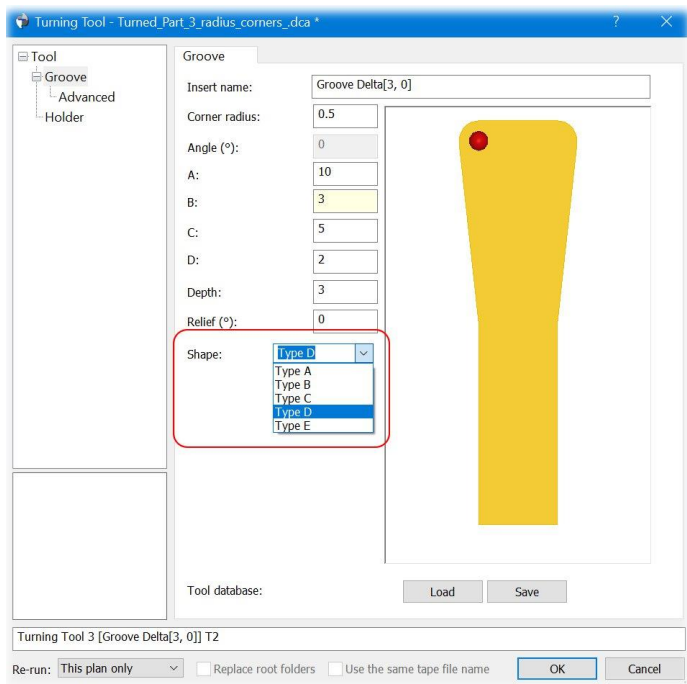 Turning Tool - Turned_Part_3_radius_corners_.dca * ?
Tool
Groove
Advanced
Holder
Groove
Insert name: Groove Delta[3, 0]
Corner radius: 0.5
Angle (º): 0
A: 10
B: 3
C: 5
D: 2
Depth: 3
Relief (º): 0
Shape: Type D
Type A
Type B
Type C
Type D
Type E
Tool database: Load Save
Turning Tool 3 [Groove Delta[3, 0]] T2
Re-run: This plan only Replace root folders Use the same tape file name OK Cancel